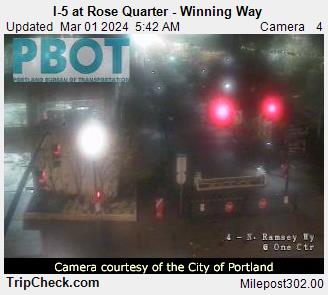 I-5 at Rose Quarter - Winning Way
Updated Mar 01 2024 5:42 AM Camera 4
PBOT
PORTLAND BUREAU OF TRANSPORTATION
4 - N. Ramsey Wy
@ One Ctr
Camera courtesy of the City of Portland
TripCheck.com Milepost302.00